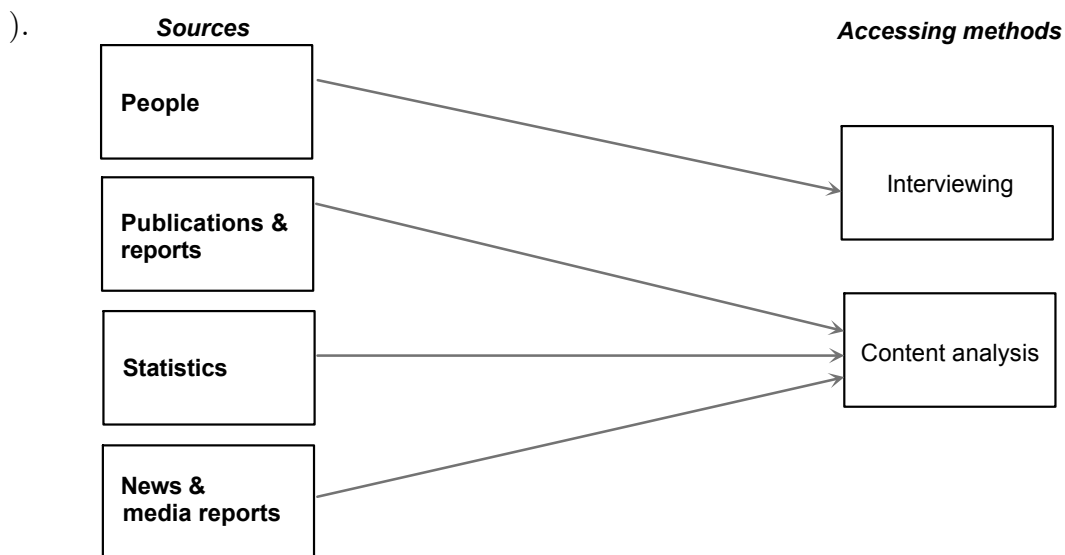 ).
Sources
Accessing methods
People
Interviewing
Publications &
reports
Content analysis
Statistics
News &
media reports